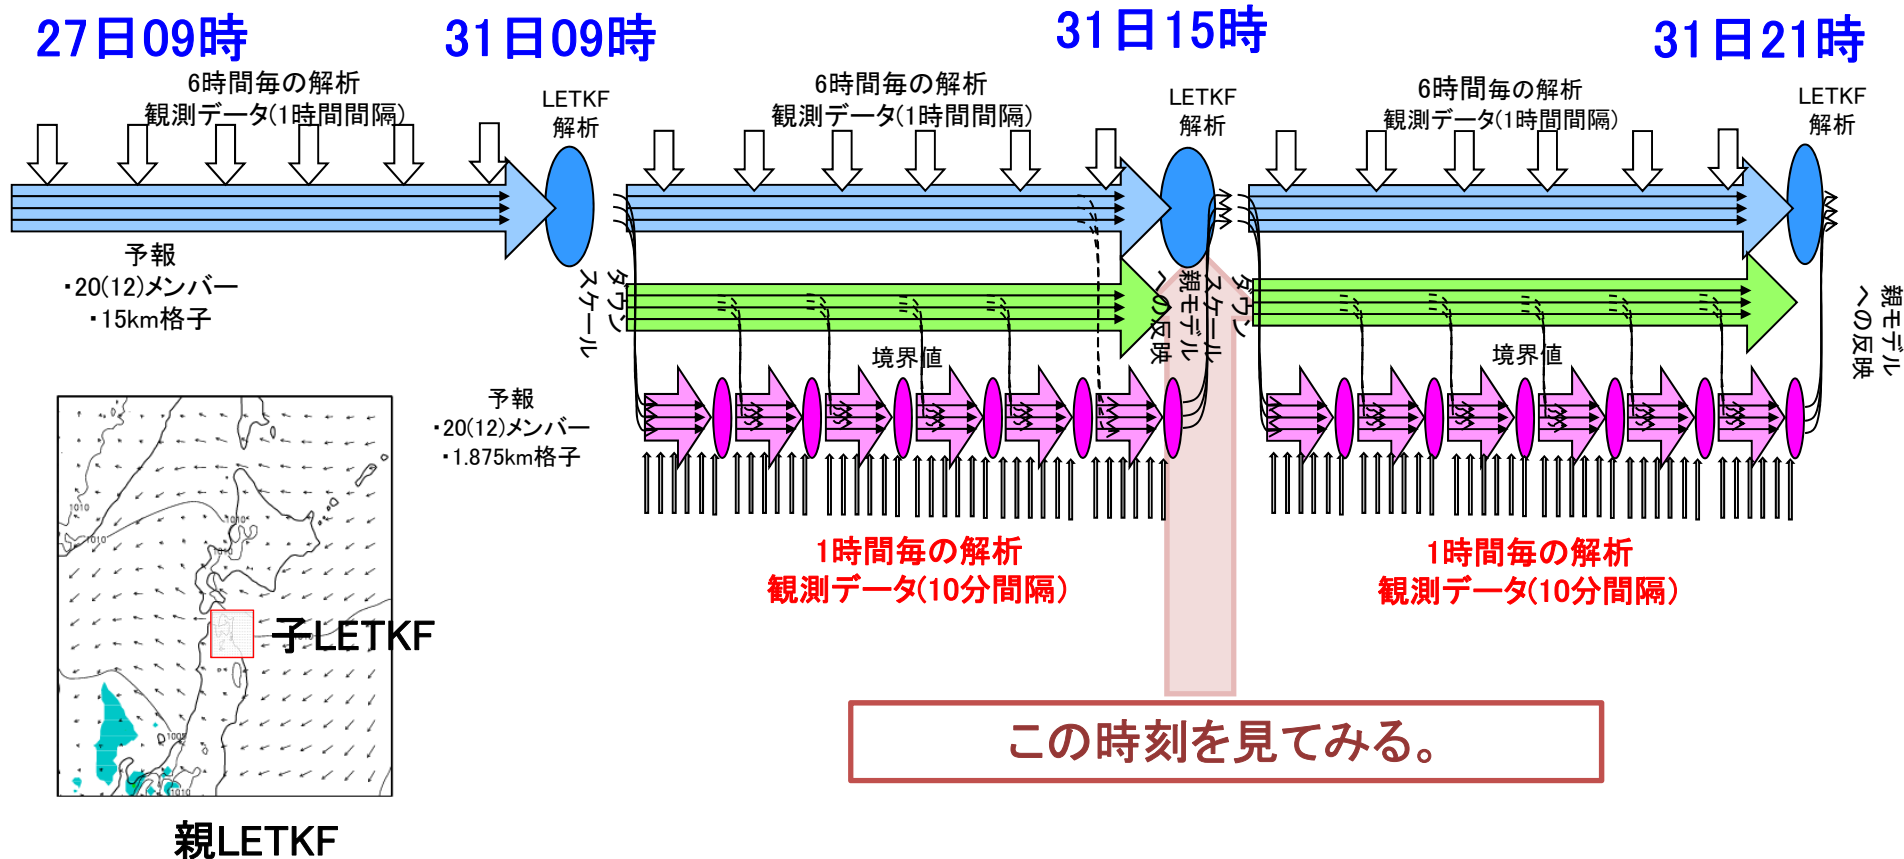 27日09時
31日09時
31日15時
31日21時
6時間毎の解析
観測データ(1時間間隔)
LETKF
解析
6時間毎の解析
観測データ(1時間間隔)
LETKF
解析
6時間毎の解析
観測データ(1時間間隔)
LETKF
解析
予報
・20(12)メンバー
・15km格子
ダウン
スケール
親モデル
への反映
ダウン
スケール
親モデル
への反映
境界値
境界値
予報
・20(12)メンバー
・1.875km格子
1時間毎の解析
観測データ(10分間隔)
1時間毎の解析
観測データ(10分間隔)
1010
1010
1010
1010
1010
1005
1010
子LETKF
親LETKF
この時刻を見てみる。